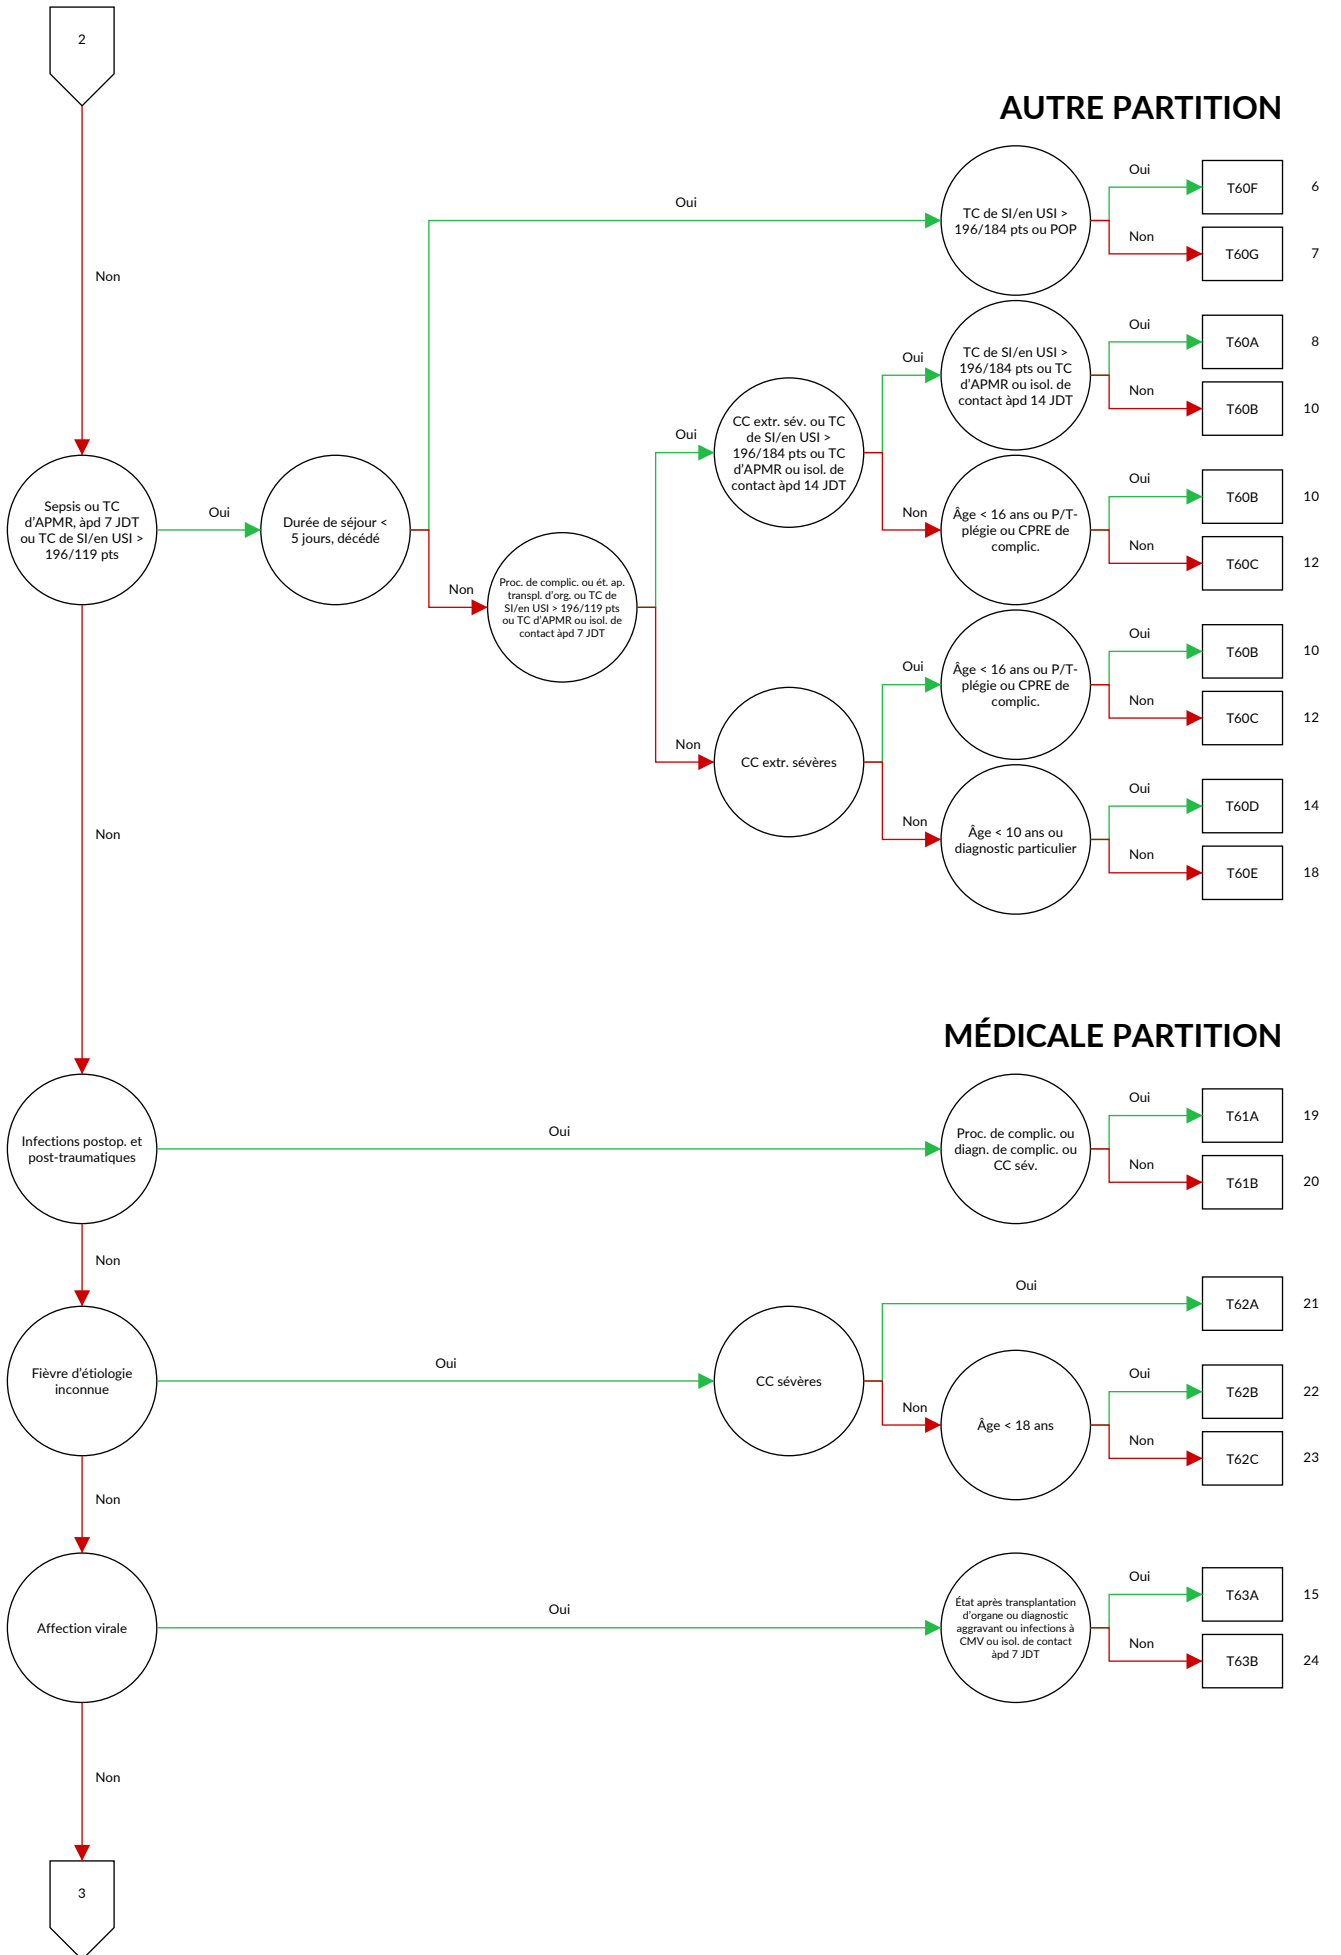 2
AUTRE PARTITION
Oui
TC de SI/en USI >
196/184 pts ou POP
Oui
T60F
6
Non
T60G
7
Non
Sepsis ou TC
d'APMR, àpd 7 JDT
ou TC de SI/en USI >
196/119 pts
Oui
Durée de séjour <
5 jours, décédé
Non
Proc. de complic. ou ét. ap.
transpl. d'org. ou TC de
SI/en USI > 196/119 pts
ou TC d'APMR ou isol. de
contact àpd 7 JDT
Oui
CC extr. sév. ou TC
de SI/en USI >
196/184 pts ou TC
d'APMR ou isol. de
contact àpd 14 JDT
Oui
TC de SI/en USI >
196/184 pts ou TC
d'APMR ou isol. de
contact àpd 14 JDT
Oui
T60A
8
Non
T60B
10
Non
Âge < 16 ans ou P/T-
plégie ou CPRE de
complic.
Oui
T60B
10
Non
T60C
12
Non
CC extr. sévères
Oui
Âge < 16 ans ou P/T-
plégie ou CPRE de
complic.
Oui
T60B
10
Non
T60C
12
Non
Âge < 10 ans ou
diagnostic particulier
Oui
T60D
14
Non
T60E
18
Non
MÉDICALE PARTITION
Infections postop. et
post-traumatiques
Oui
Proc. de complic. ou
diagn. de complic. ou
CC sév.
Oui
T61A
19
Non
T61B
20
Non
Fièvre d'étiologie
inconnue
Oui
CC sévères
Oui
T62A
21
Non
Âge < 18 ans
Oui
T62B
22
Non
T62C
23
Non
Affection virale
Oui
État après transplantation
d'organe ou diagnostic
aggravant ou infections à
CMV ou isol. de contact
àpd 7 JDT
Oui
T63A
15
Non
T63B
24
Non
3